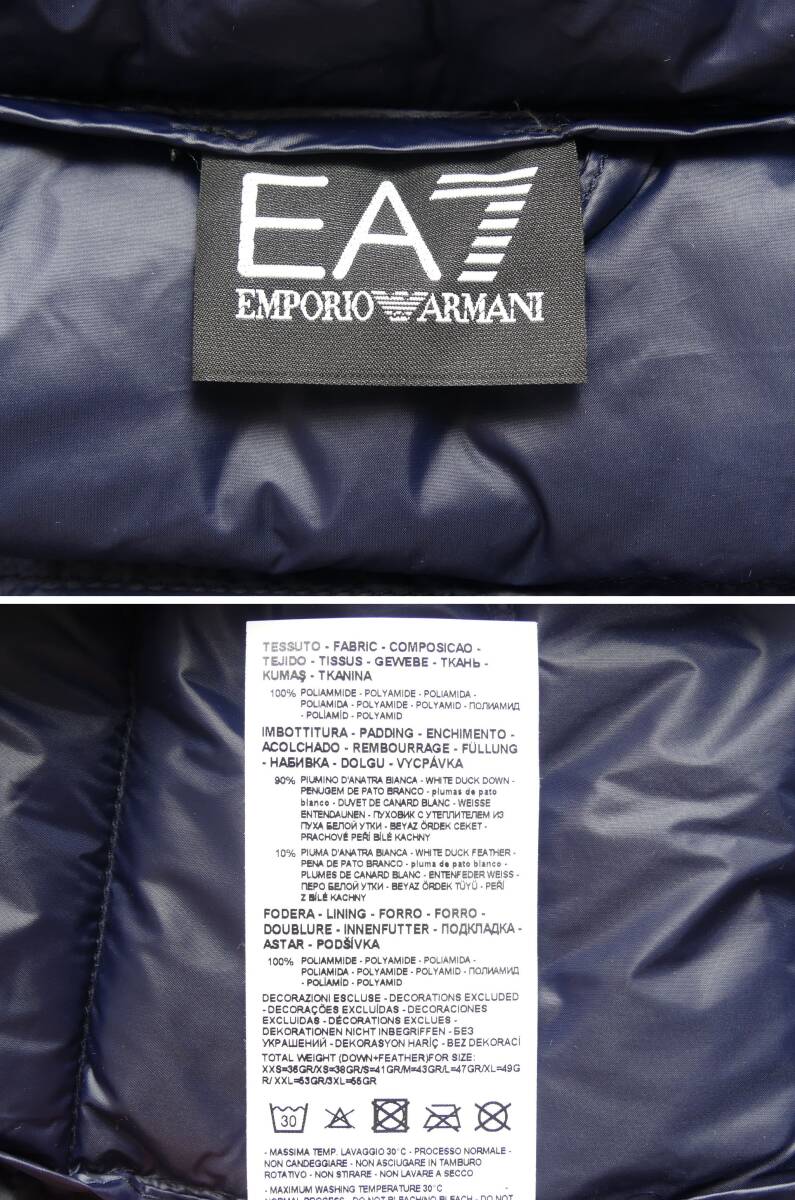 EA7
EMPORIO ARMANI
TESSUTO - FABRIC - COMPOSICAO -
TEJIDO - TISSUS - GEWEBE - ТКАНЬ -
KUMAŞ - TKANINA
100% POLIAMMIDE - POLYAMIDE - POLIAMIDA -
POLIAMIDA - POLYAMIDE - POLYAMID - ПОЛИАМИД
- POLİAMİD - POLYAMID
IMBOTTITURA - PADDING - ENCHIMENTO -
ACOLCHADO - REMBOURRAGE - FÜLLUNG
- НАБИВКА - DOLGU - VYCPÁVKA
90% PIUMINO D'ANATRA BIANCA - WHITE DUCK DOWN -
PENUGEM DE PATO BRANCO - plumas de pato
blanco - DUVET DE CANARD BLANC - WEISSE
ENTENDAUNEN - ПУХОВИК С УТЕПЛИТЕЛЕМ ИЗ
ПУХА БЕЛОЙ УТКИ - BEYAZ ÖRDEK CEKET -
PRACHOVÉ PEŘÍ BÍLÉ KACHNY
10% PIUMA D'ANATRA BIANCA - WHITE DUCK FEATHER -
PENA DE PATO BRANCO - pluma de pato blanco -
PLUMES DE CANARD BLANC - ENTENFEDER WEISS -
ПЕРО БЕЛОЙ УТКИ - BEYAZ ÖRDEK TÜYÜ - PEŘÍ
Z BÍLÉ KACHNY
FODERA - LINING - FORRO - FORRO -
DOUBLURE - INNENFUTTER - ПОДКЛАДКА -
ASTAR - PODŠÍVKA
100% POLIAMMIDE - POLYAMIDE - POLIAMIDA -
POLIAMIDA - POLYAMIDE - POLYAMID - ПОЛИАМИД
- POLİAMİD - POLYAMID
DECORAZIONI ESCLUSE - DECORATIONS EXCLUDED
- DECORAÇÕES EXCLUÍDAS - DECORACIONES
EXCLUIDAS - DÉCORATIONS EXCLUES -
DEKORATIONEN NICHT INBEGRIFFEN - БЕЗ
УКРАШЕНИЙ - DEKORASYON HARİÇ - BEZ DEKORACÍ
TOTAL WEIGHT (DOWN+FEATHER)FOR SIZE:
XXS=36GR/XS=38GR/S=41GR/M=43GR/L=47GR/XL=49G
R/ XXL=53GR/3XL=55GR
30
- MASSIMA TEMP. LAVAGGIO 30°C - PROCESSO NORMALE -
NON CANDEGGIARE - NON ASCIUGARE IN TAMBURO
ROTATIVO - NON STIRARE - NON LAVARE A SECCO
- MAXIMUM WASHING TEMPERATURE 30°C -
NORMAL PROCESS - DO NOT BLEACHING BLEACH - DO NOT